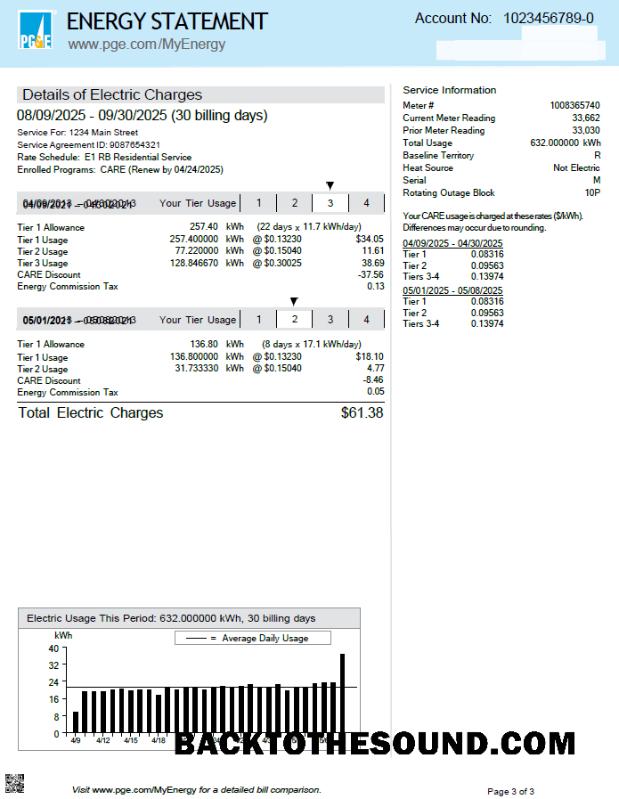 PG&E
ENERGY STATEMENT
www.pge.com/MyEnergy
Account No: 1023456789-0
Details of Electric Charges
08/09/2025 - 09/30/2025 (30 billing days)
Service For: 1234 Main Street
Service Agreement ID: 9087654321
Rate Schedule: E1 RB Residential Service
Enrolled Programs: CARE (Renew by 04/24/2025)
Your Tier Usage 1 2 3 4
Tier 1 Allowance 257.40 kWh (22 days x 11.7 kWh/day)
Tier 1 Usage 257.400000 kWh @ $0.13230 $34.05
Tier 2 Usage 77.220000 kWh @ $0.15040 11.61
Tier 3 Usage 128.846670 kWh @ $0.30025 38.69
CARE Discount -37.56
Energy Commission Tax 0.13
Your Tier Usage 1 2 3 4
Tier 1 Allowance 136.80 kWh (8 days x 17.1 kWh/day)
Tier 1 Usage 136.800000 kWh @ $0.13230 $18.10
Tier 2 Usage 31.733330 kWh @ $0.15040 4.77
CARE Discount -8.46
Energy Commission Tax 0.05
Total Electric Charges $61.38
Service Information
Meter # 1008365740
Current Meter Reading 33,662
Prior Meter Reading 33,030
Total Usage 632.000000 kWh
Baseline Territory R
Heat Source Not Electric
Serial M
Rotating Outage Block 10P
Your CARE usage is charged at these rates ($/kWh).
Differences may occur due to rounding.
04/09/2025 - 04/30/2025
Tier 1 0.08316
Tier 2 0.09563
Tiers 3-4 0.13974
05/01/2025 - 05/08/2025
Tier 1 0.08316
Tier 2 0.09563
Tiers 3-4 0.13974
Electric Usage This Period: 632.000000 kWh, 30 billing days
kWh
= Average Daily Usage
40
32
24
16
8
0
4/9 4/12 4/15 4/18
BACKTOTHESOUND.COM
Visit www.pge.com/MyEnergy for a detailed bill comparison.
Page 3 of 3